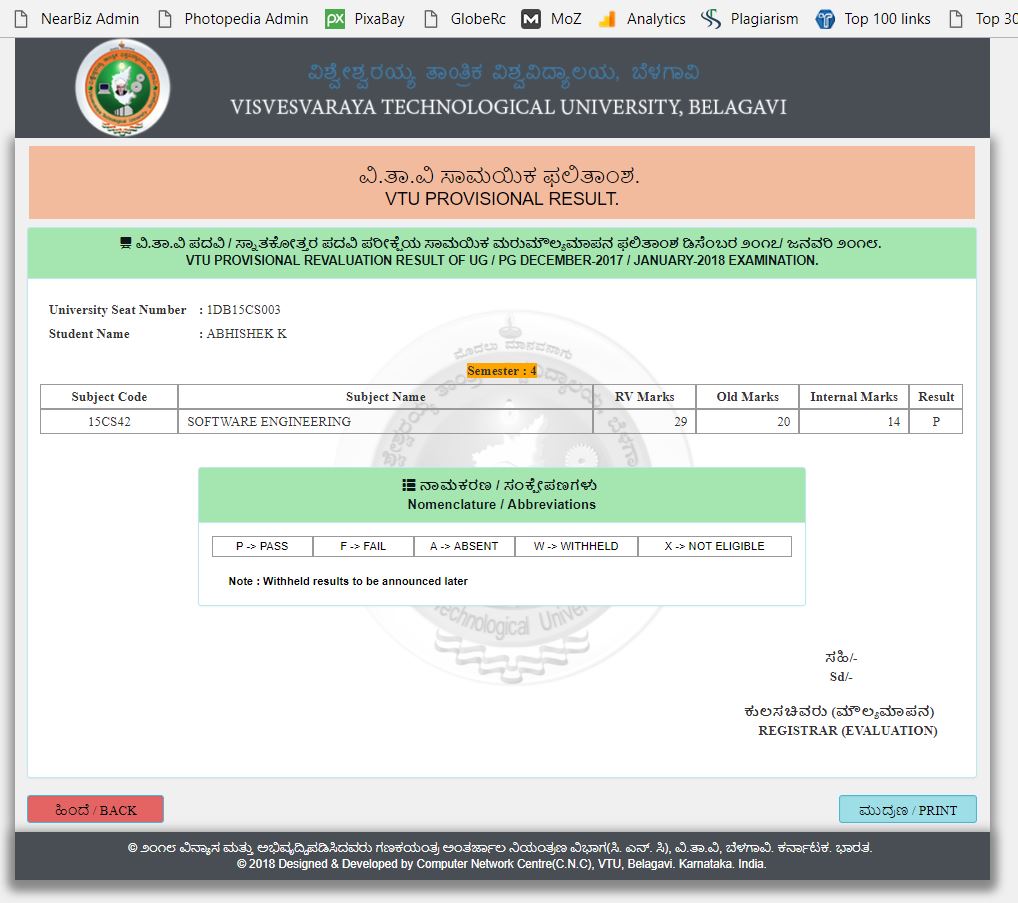 NearBiz Admin Photopedia Admin PixaBay GlobeRc MoZ Analytics Plagiarism Top 100 links Top 30
ವಿಶ್ವೇಶ್ವರಯ್ಯ ತಾಂತ್ರಿಕ ವಿಶ್ವವಿದ್ಯಾಲಯ, ಬೆಳಗಾವಿ
VISVESVARAYA TECHNOLOGICAL UNIVERSITY, BELAGAVI
ವಿ.ತಾ.ವಿ ಸಾಮಯಿಕ ಫಲಿತಾಂಶ.
VTU PROVISIONAL RESULT.
ವಿ.ತಾ.ವಿ ಪದವಿ / ಸ್ನಾತಕೋತ್ತರ ಪದವಿ ಪರೀಕ್ಷೆಯ ಸಾಮಯಿಕ ಮರುಮೌಲ್ಯಮಾಪನ ಫಲಿತಾಂಶ ಡಿಸೆಂಬರ ೨೦೧೭/ ಜನವರಿ ೨೦೧೮.
VTU PROVISIONAL REVALUATION RESULT OF UG / PG DECEMBER-2017 / JANUARY-2018 EXAMINATION.
University Seat Number : 1DB15CS003
Student Name : ABHISHEK K
Semester : 4
Subject Code Subject Name RV Marks Old Marks Internal Marks Result
15CS42 SOFTWARE ENGINEERING 29 20 14 P
ನಾಮಕರಣ / ಸಂಕ್ಷೇಪಣಗಳು
Nomenclature / Abbreviations
P -> PASS F -> FAIL A -> ABSENT W -> WITHHELD X -> NOT ELIGIBLE
Note : Withheld results to be announced later
ಸಹಿ/-
Sd/-
ಕುಲಸಚಿವರು (ಮೌಲ್ಯಮಾಪನ)
REGISTRAR (EVALUATION)
ಹಿಂದೆ / BACK ಮುದ್ರಣ / PRINT
© ೨೦೧೮ ವಿನ್ಯಾಸ ಮತ್ತು ಅಭಿವೃದ್ಧಿಪಡಿಸಿದವರು ಗಣಕಯಂತ್ರ ಅಂತರ್ಜಾಲ ನಿಯಂತ್ರಣ ವಿಭಾಗ(ಸಿ. ಎನ್. ಸಿ), ವಿ.ತಾ.ವಿ, ಬೆಳಗಾವಿ. ಕರ್ನಾಟಕ. ಭಾರತ.
© 2018 Designed & Developed by Computer Network Centre(C.N.C), VTU, Belagavi. Karnataka. India.